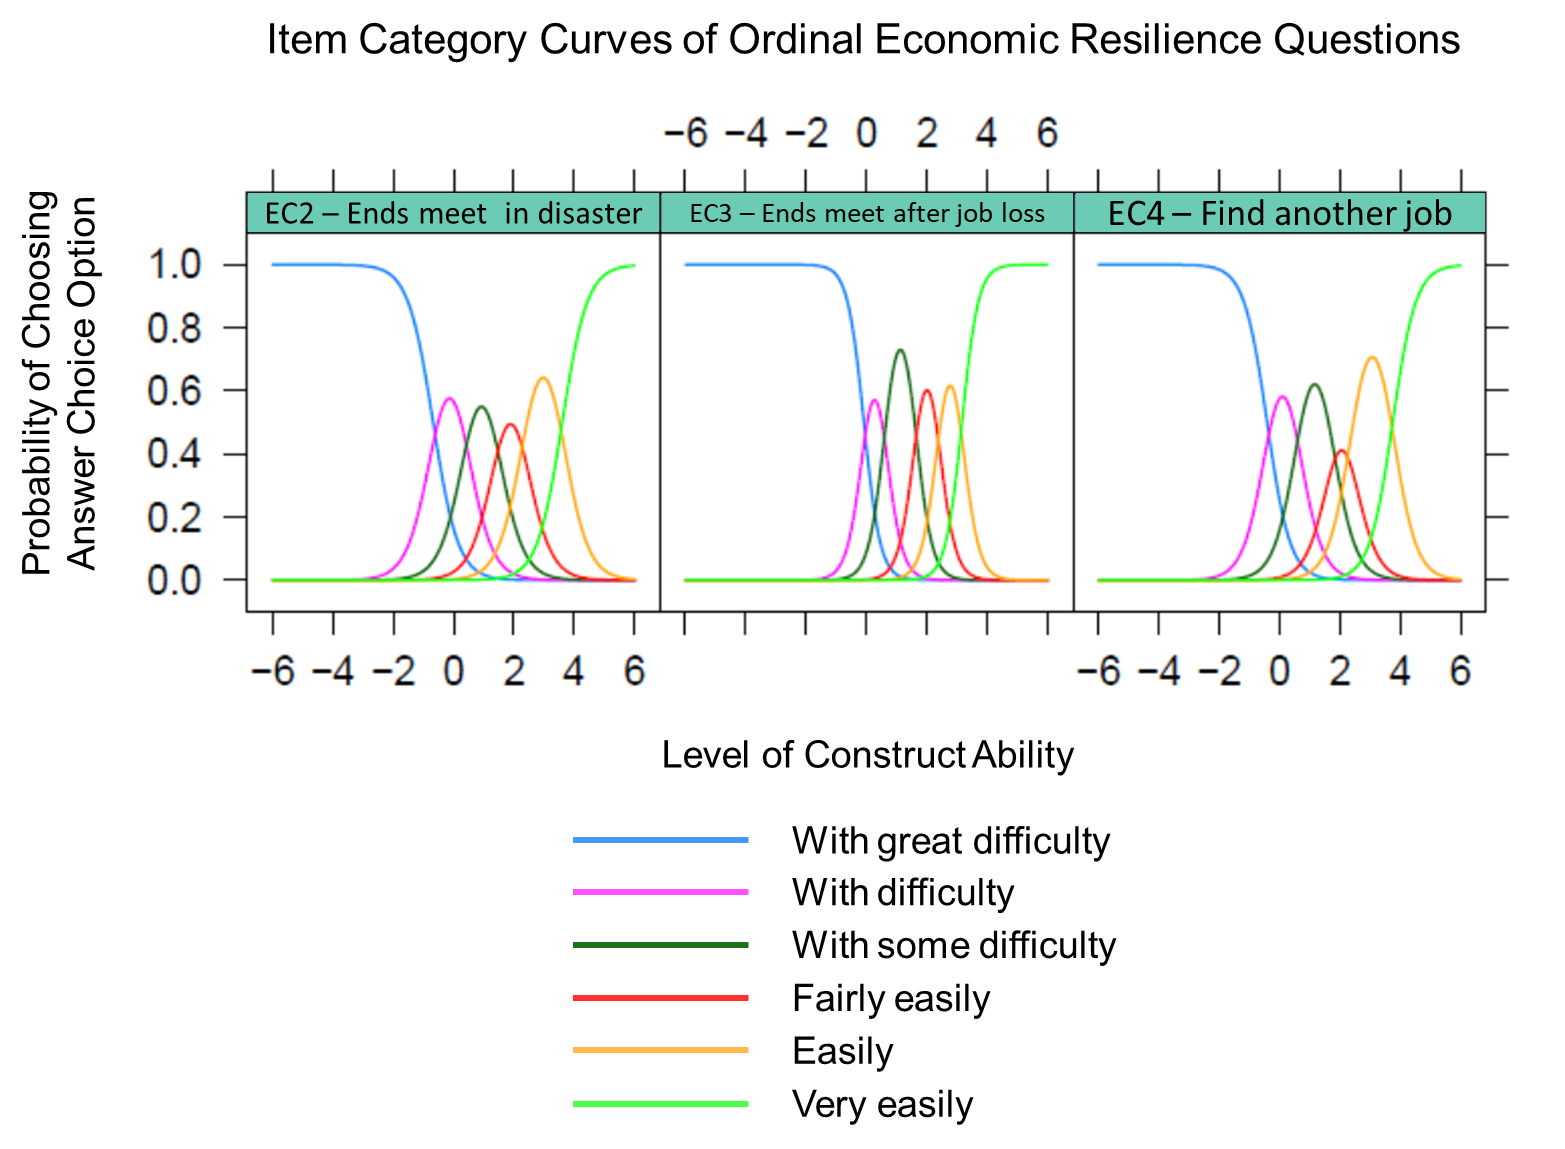 Item Category Curves of Ordinal Economic Resilience Questions
−6 −4 −2 0 2 4 6
EC2 – Ends meet in disaster
EC3 – Ends meet after job loss
EC4 – Find another job
Probability of Choosing
Answer Choice Option
1.0
0.8
0.6
0.4
0.2
0.0
−6 −4 −2 0 2 4 6
−6 −4 −2 0 2 4 6
Level of Construct Ability
With great difficulty
With difficulty
With some difficulty
Fairly easily
Easily
Very easily